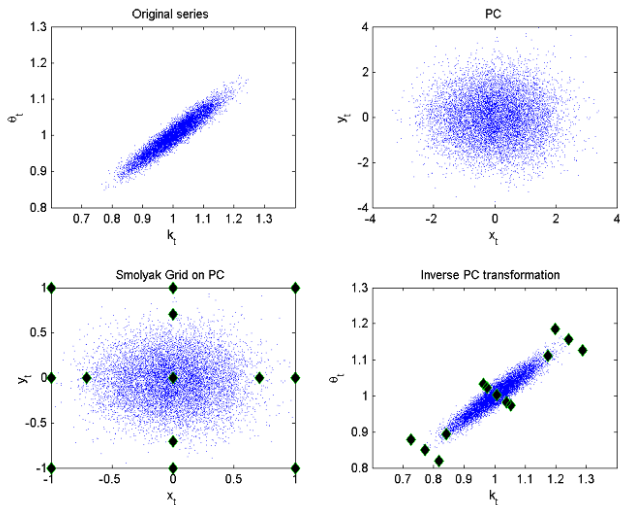 Original series
1.3
1.2
1.1
1
0.9
0.8
θt
0.7 0.8 0.9 1 1.1 1.2 1.3
kt
PC
4
2
0
-2
-4
yt
-4 -2 0 2 4
xt
Smolyak Grid on PC
1
0.5
0
-0.5
-1
yt
-1 -0.5 0 0.5 1
xt
Inverse PC transformation
1.3
1.2
1.1
1
0.9
0.8
θt
0.7 0.8 0.9 1 1.1 1.2 1.3
kt